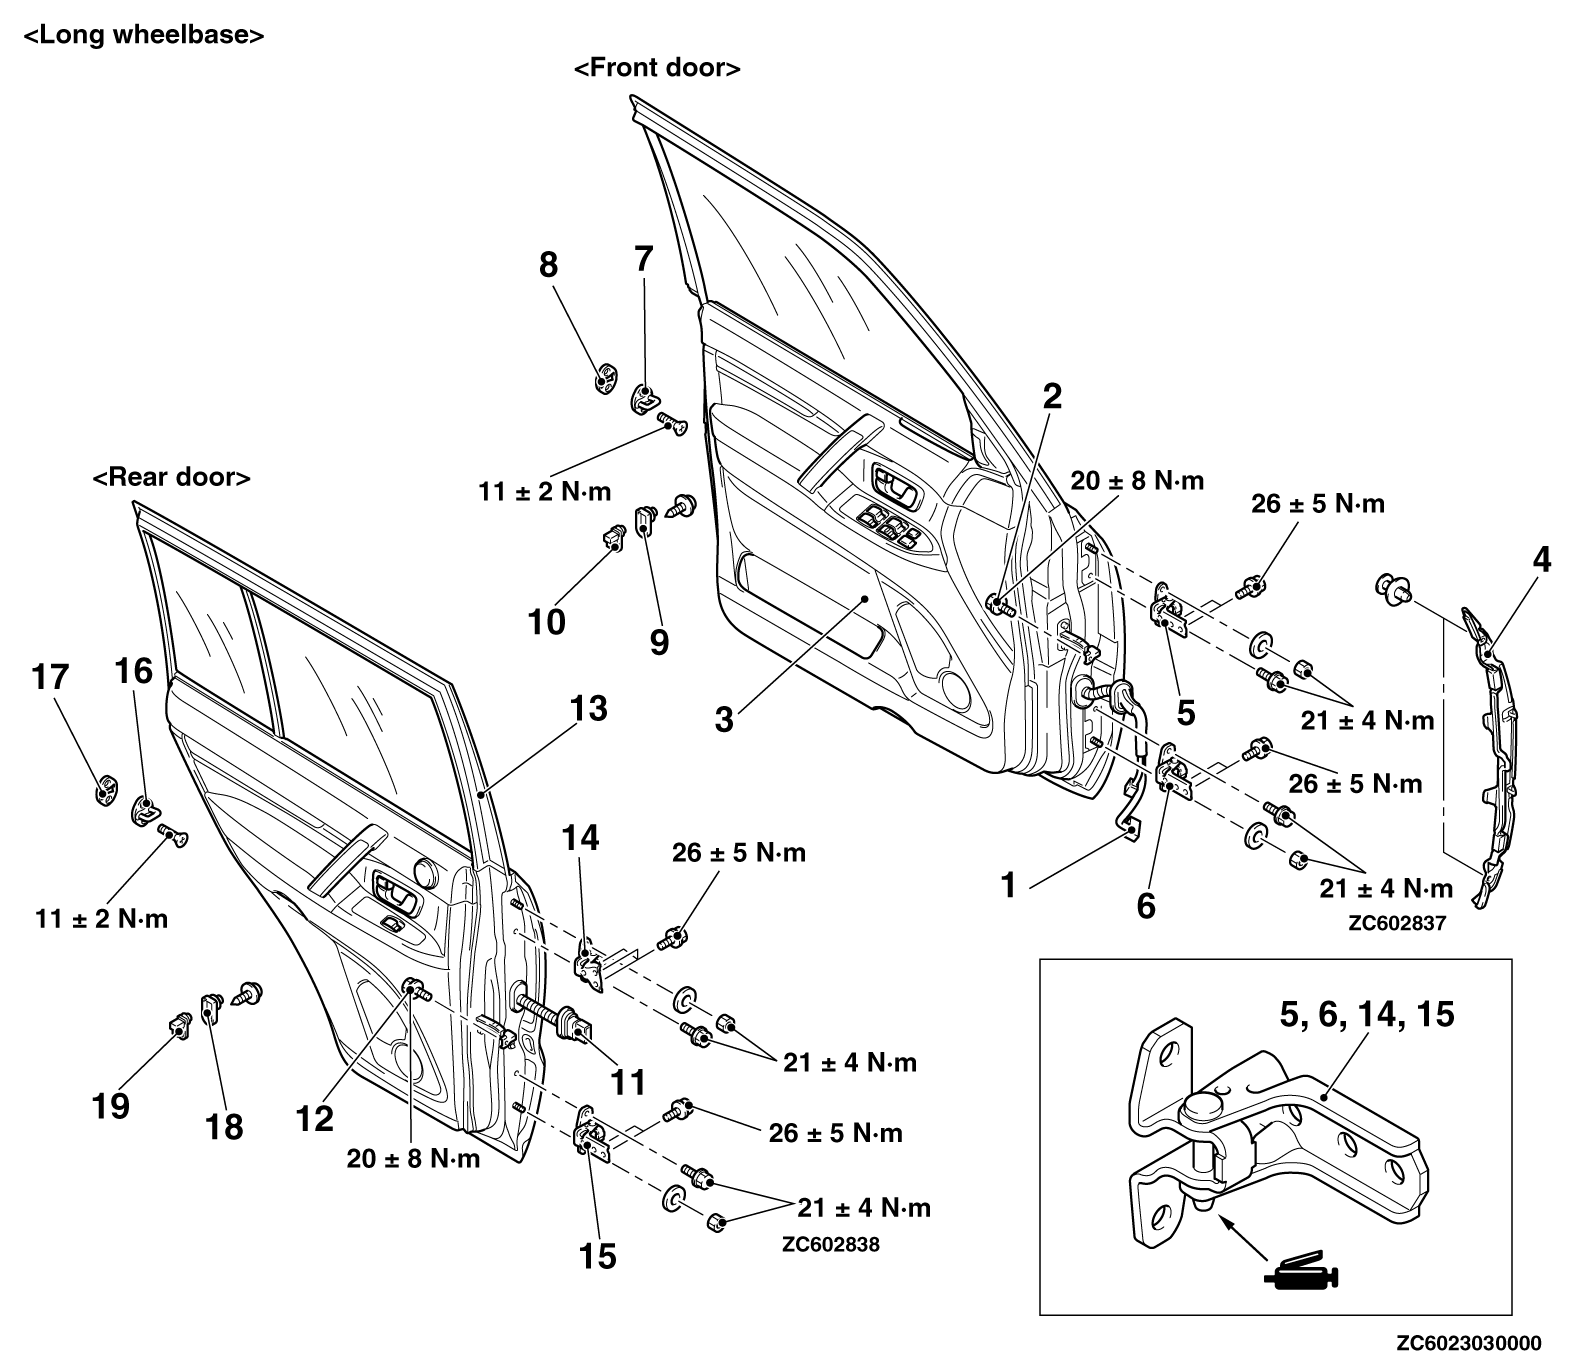 <Long wheelbase>
<Front door>
8
7
2
20 ± 8 N·m
26 ± 5 N·m
4
11 ± 2 N·m
10
9
3
5
21 ± 4 N·m
26 ± 5 N·m
1
6
21 ± 4 N·m
ZC602837
<Rear door>
17
16
13
14
26 ± 5 N·m
11 ± 2 N·m
19
18
12
11
21 ± 4 N·m
20 ± 8 N·m
26 ± 5 N·m
15
21 ± 4 N·m
ZC602838
5, 6, 14, 15
ZC6023030000